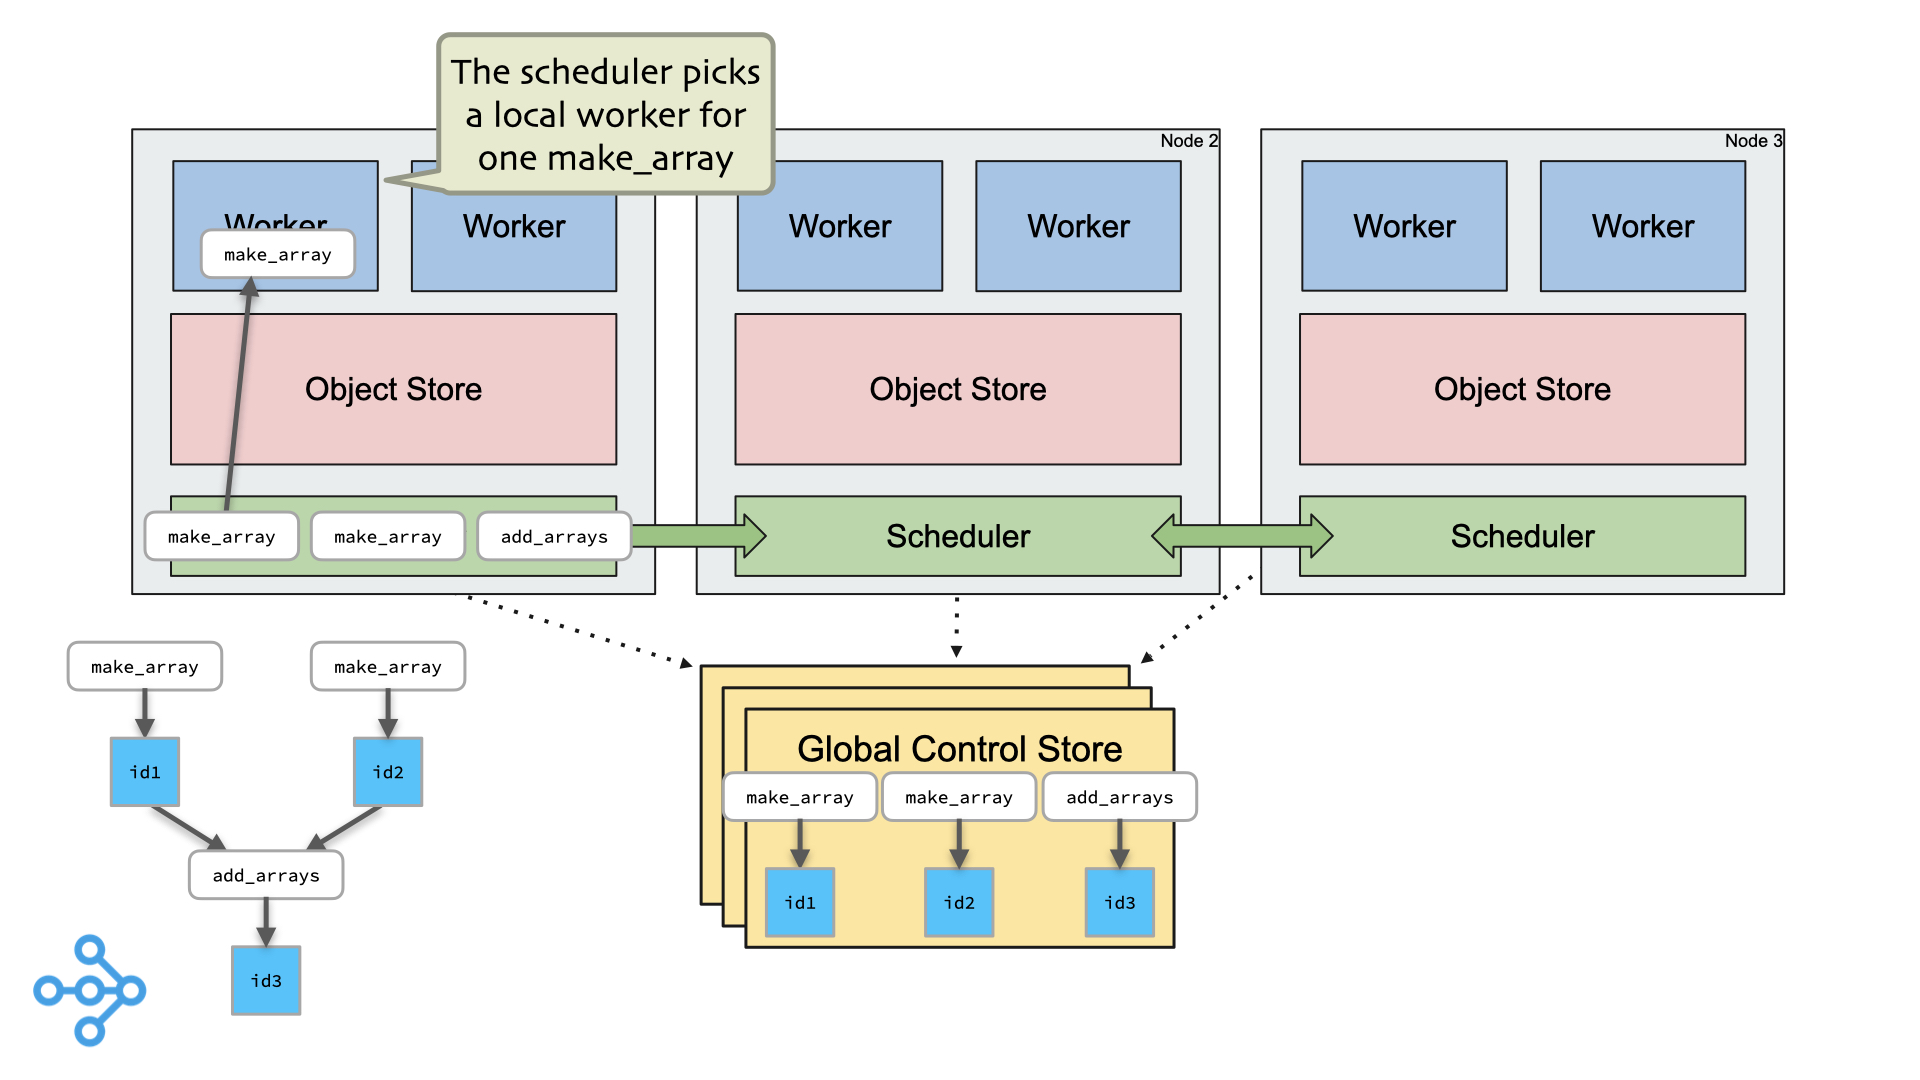 The scheduler picks
a local worker for
one make_array
Node 2
Node 3
Worker
Worker
Worker
Worker
Worker
Worker
make_array
Object Store
Object Store
Object Store
make_array
make_array
add_arrays
Scheduler
Scheduler
make_array
make_array
id1
id2
add_arrays
id3
Global Control Store
make_array
make_array
add_arrays
id1
id2
id3